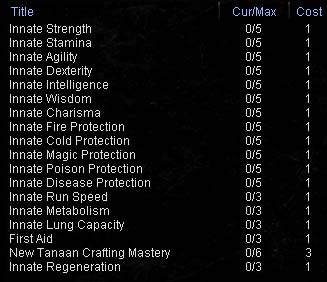 Title Cur/Max Cost
Innate Strength 0/5 1
Innate Stamina 0/5 1
Innate Agility 0/5 1
Innate Dexterity 0/5 1
Innate Intelligence 0/5 1
Innate Wisdom 0/5 1
Innate Charisma 0/5 1
Innate Fire Protection 0/5 1
Innate Cold Protection 0/5 1
Innate Magic Protection 0/5 1
Innate Poison Protection 0/5 1
Innate Disease Protection 0/5 1
Innate Run Speed 0/3 1
Innate Metabolism 0/3 1
Innate Lung Capacity 0/3 1
First Aid 0/3 1
New Tanaan Crafting Mastery 0/6 3
Innate Regeneration 0/3 1